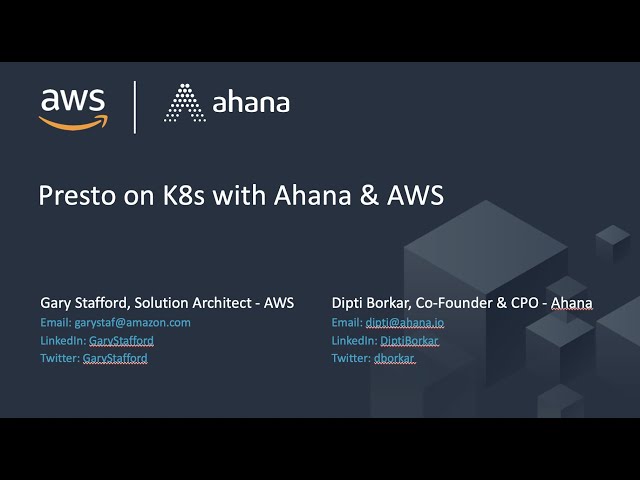 aws
ahana
Presto on K8s with Ahana & AWS
Gary Stafford, Solution Architect - AWS
Email: garystaf@amazon.com
LinkedIn: GaryStafford
Twitter: GaryStafford
Dipti Borkar, Co-Founder & CPO - Ahana
Email: dipti@ahana.io
LinkedIn: DiptiBorkar
Twitter: dborkar